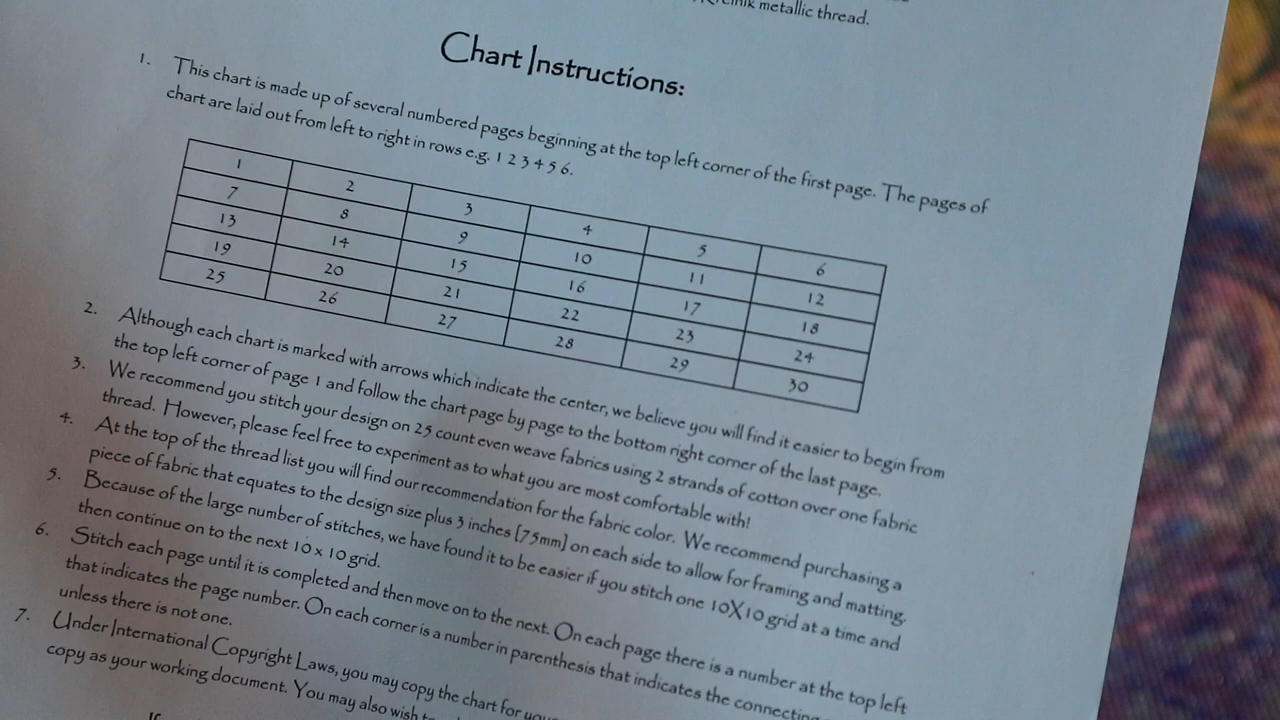 metallic thread.
Chart Instructions:
1. This chart is made up of several numbered pages beginning at the top left corner of the first page. The pages of
chart are laid out from left to right in rows e.g. 1 2 3 4 5 6.
1 2 3 4 5 6
7 8 9 10 11 12
13 14 15 16 17 18
19 20 21 22 23 24
25 26 27 28 29 30
2. Although each chart is marked with arrows which indicate the center, we believe you will find it easier to begin from
the top left corner of page 1 and follow the chart page by page to the bottom right corner of the last page.
3. We recommend you stitch your design on 25 count even weave fabrics using 2 strands of cotton over one fabric
thread. However, please feel free to experiment as to what you are most comfortable with!
4. At the top of the thread list you will find our recommendation for the fabric color. We recommend purchasing a
piece of fabric that equates to the design size plus 3 inches [75mm] on each side to allow for framing and matting.
5. Because of the large number of stitches, we have found it to be easier if you stitch one 10X10 grid at a time and
then continue on to the next 10 x 10 grid.
6. Stitch each page until it is completed and then move on to the next. On each page there is a number at the top left
that indicates the page number. On each corner is a number in parenthesis that indicates the connecting
unless there is not one.
7. Under International Copyright Laws, you may copy the chart for
copy as your working document. You may also wish